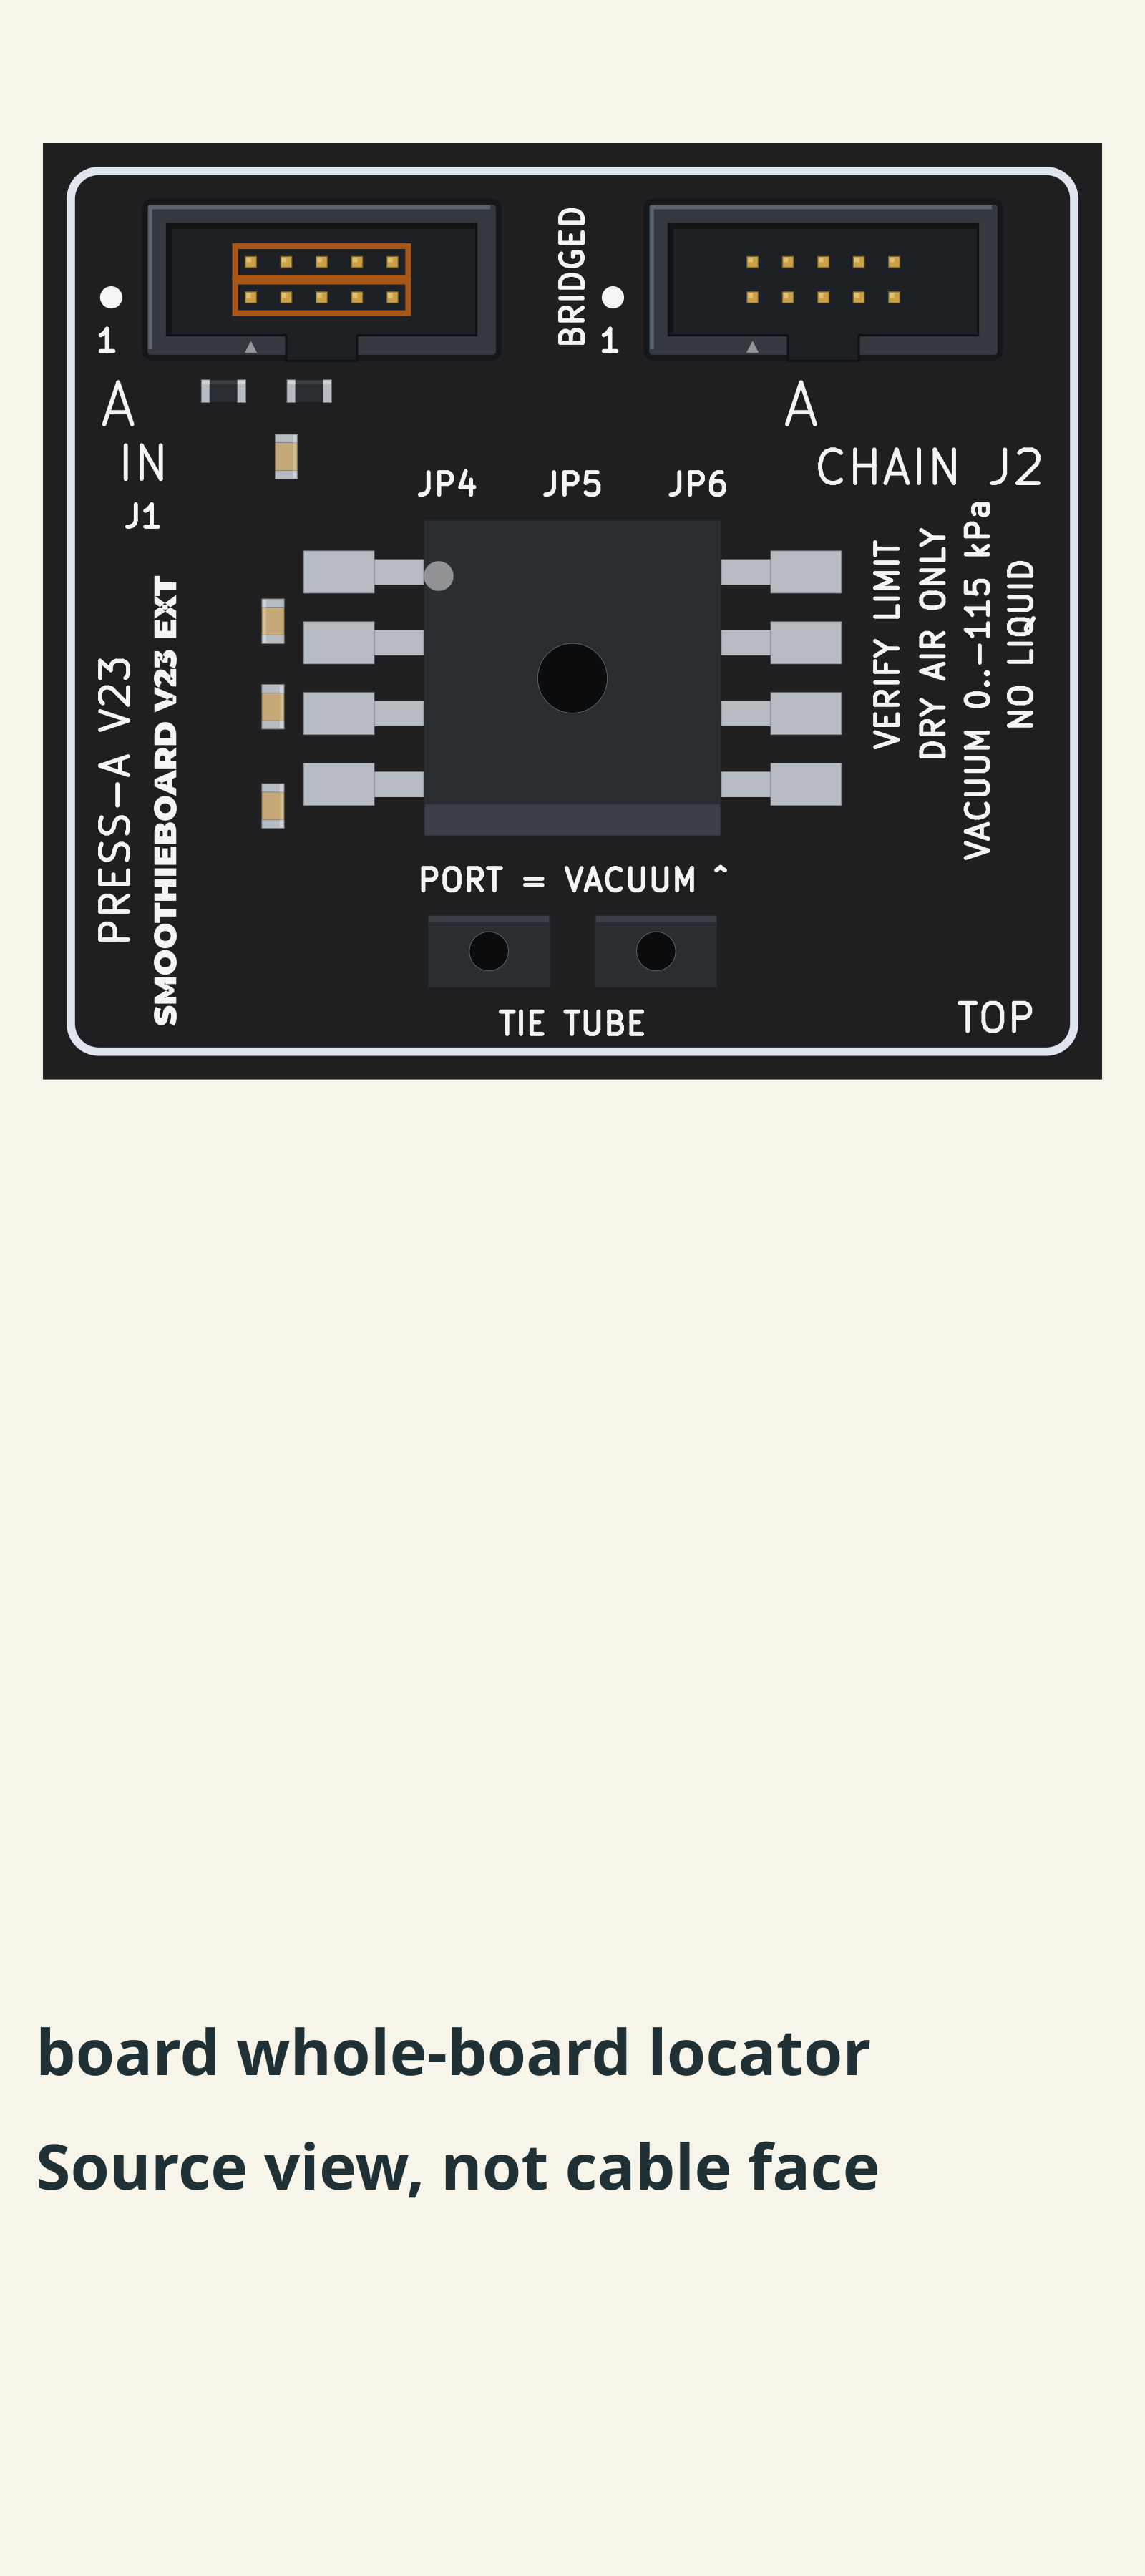 BRIDGED
1
1
A
A
IN
CHAIN J2
J1
JP4 JP5 JP6
PRESS-A V23
SMOOTHIEBOARD V23 EXT
VERIFY LIMIT
DRY AIR ONLY
VACUUM 0..-115 kPa
NO LIQUID
PORT = VACUUM ^
TIE TUBE
TOP
board whole-board locator
Source view, not cable face